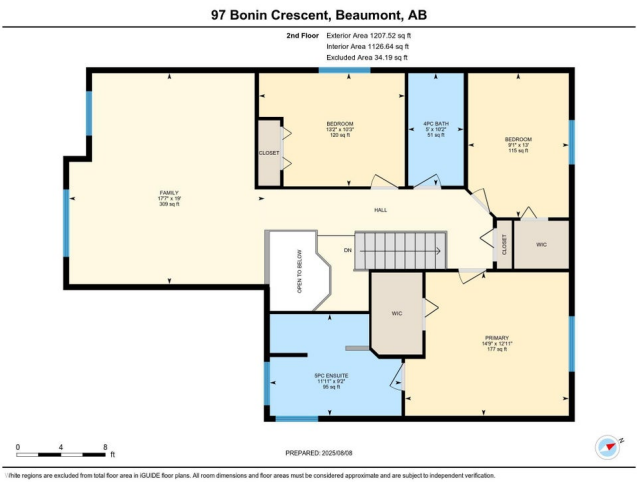 97 Bonin Crescent, Beaumont, AB
2nd Floor Exterior Area 1207.52 sq ft
Interior Area 1126.64 sq ft
Excluded Area 34.19 sq ft
BEDROOM
13'2" x 10'3"
120 sq ft
4PC BATH
5' x 10'2"
51 sq ft
BEDROOM
9'1" x 13'
115 sq ft
CLOSET
FAMILY
17'7" x 19'
309 sq ft
HALL
DN
OPEN TO BELOW
CLOSET
WIC
WIC
PRIMARY
14'9" x 12'11"
177 sq ft
5PC ENSUITE
11'11" x 9'2"
sq ft
0 4 8
ft
PREPARED: 2025/08/08
N
White regions are excluded from total floor area in iGUIDE floor plans. All room dimensions and floor areas must be considered approximate and are subject to independent verification.